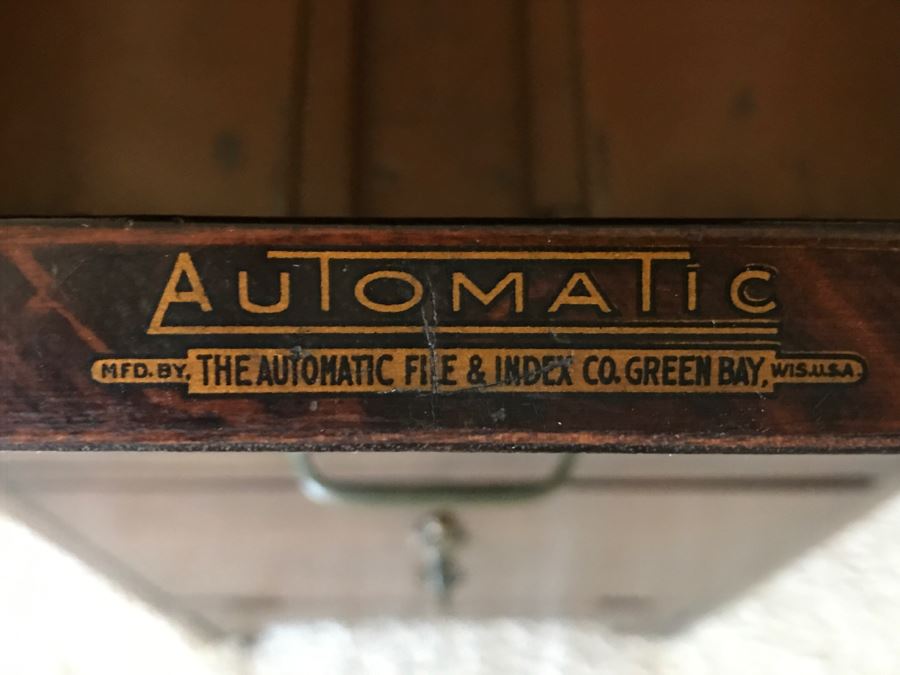 AUTOMATiC
MFD. BY, THE AUTOMATIC FILE & INDEX CO. GREEN BAY, WIS.U.S.A.